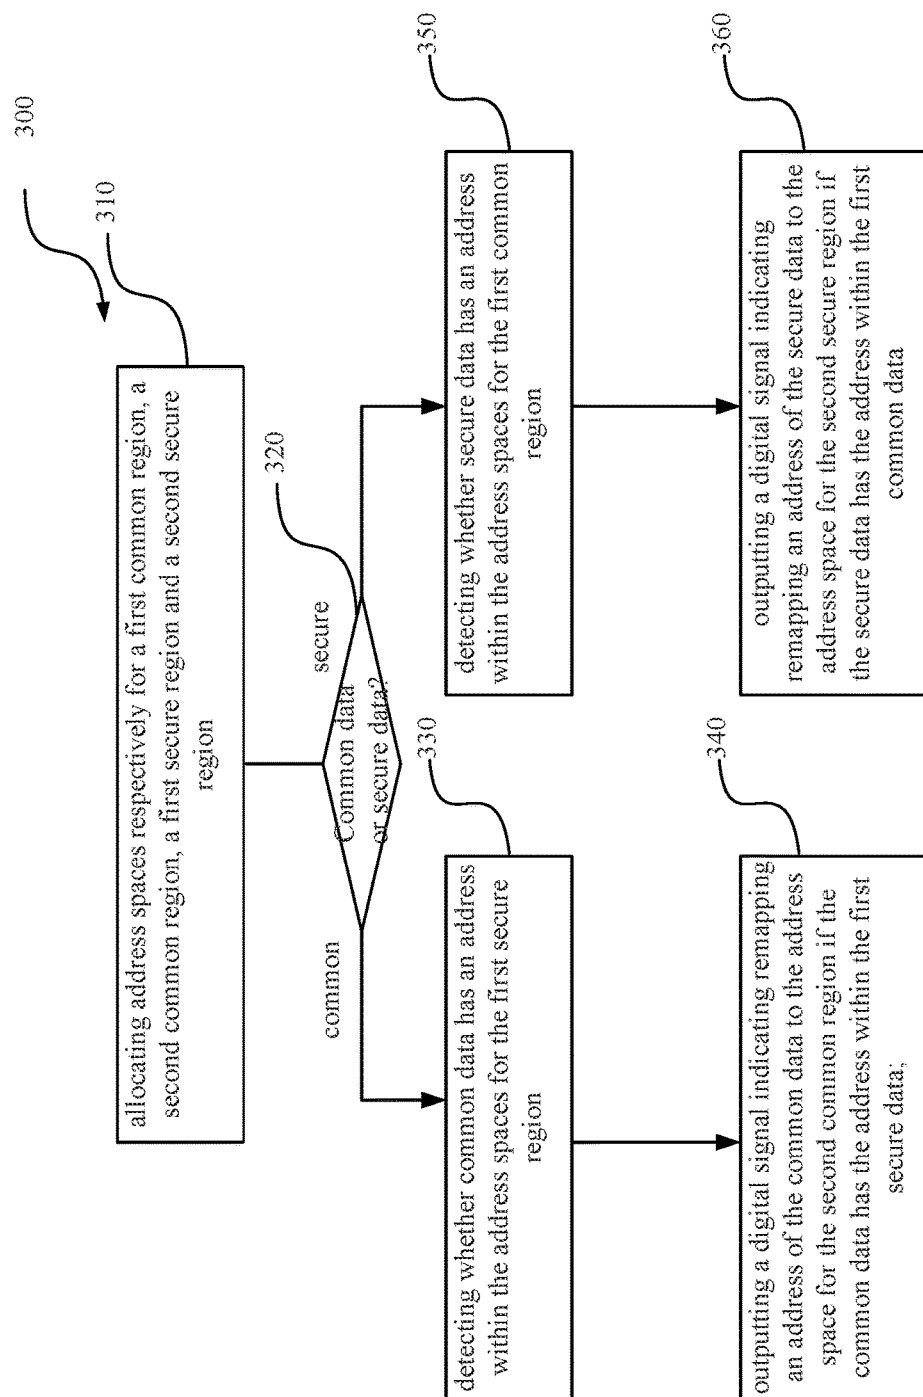 300
310
allocating address spaces respectively for a first common region, a
second common region, a first secure region and a second secure
region
320
common
Common data
or secure data?
secure
330
detecting whether common data has an address
within the address spaces for the first secure
region
350
detecting whether secure data has an address
within the address spaces for the first common
region
340
outputting a digital signal indicating remapping
an address of the common data to the address
space for the second common region if the
common data has the address within the first
secure data;
360
outputting a digital signal indicating
remapping an address of the secure data to the
address space for the second secure region if
the secure data has the address within the first
common data